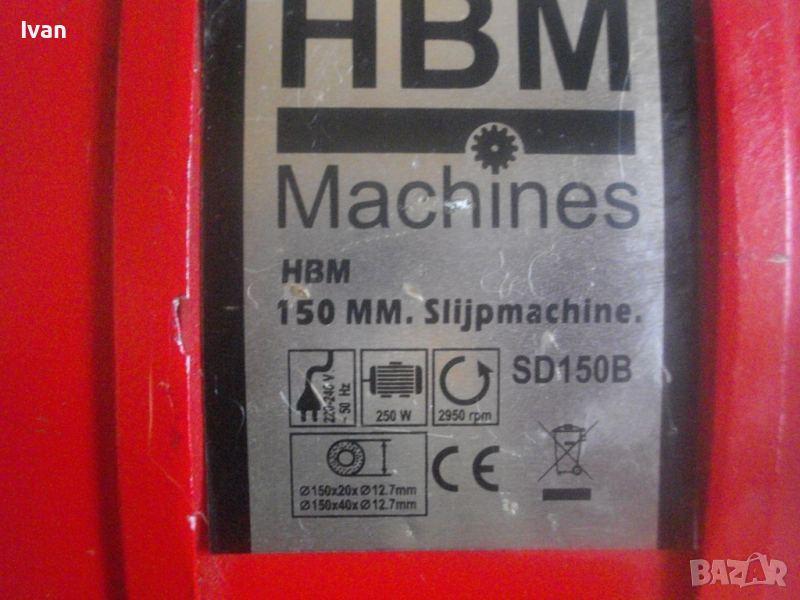 Ivan
HBM
Machines
HBM
150 MM. Slijpmachine.
220-240 V
~ 50 Hz
250 W
2950 rpm
SD150B
Ø150x20xØ12.7mm
Ø150x40xØ12.7mm
CE
BAZAR